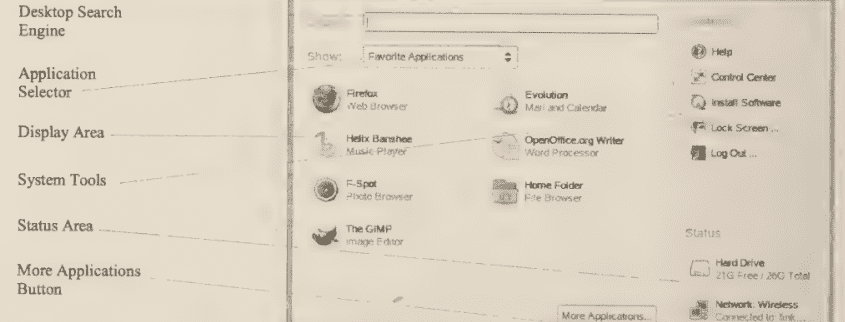 Desktop Search
Engine
Application
Selector
Display Area
System Tools
Status Area
More Applications
Button
Show:
Favorite Applications
Firefox
Web Browser
Evolution
Mail and Calendar
Helix Banshee
Music Player
OpenOffice.org Writer
Word Processor
F-Spot
Photo Browser
Home Folder
File Browser
The GIMP
Image Editor
More Applications...
Help
Control Center
Install Software
Lock Screen ...
Log Out ...
Status
Hard Drive
21G Free / 26G Total
Network: Wireless
Connected to: